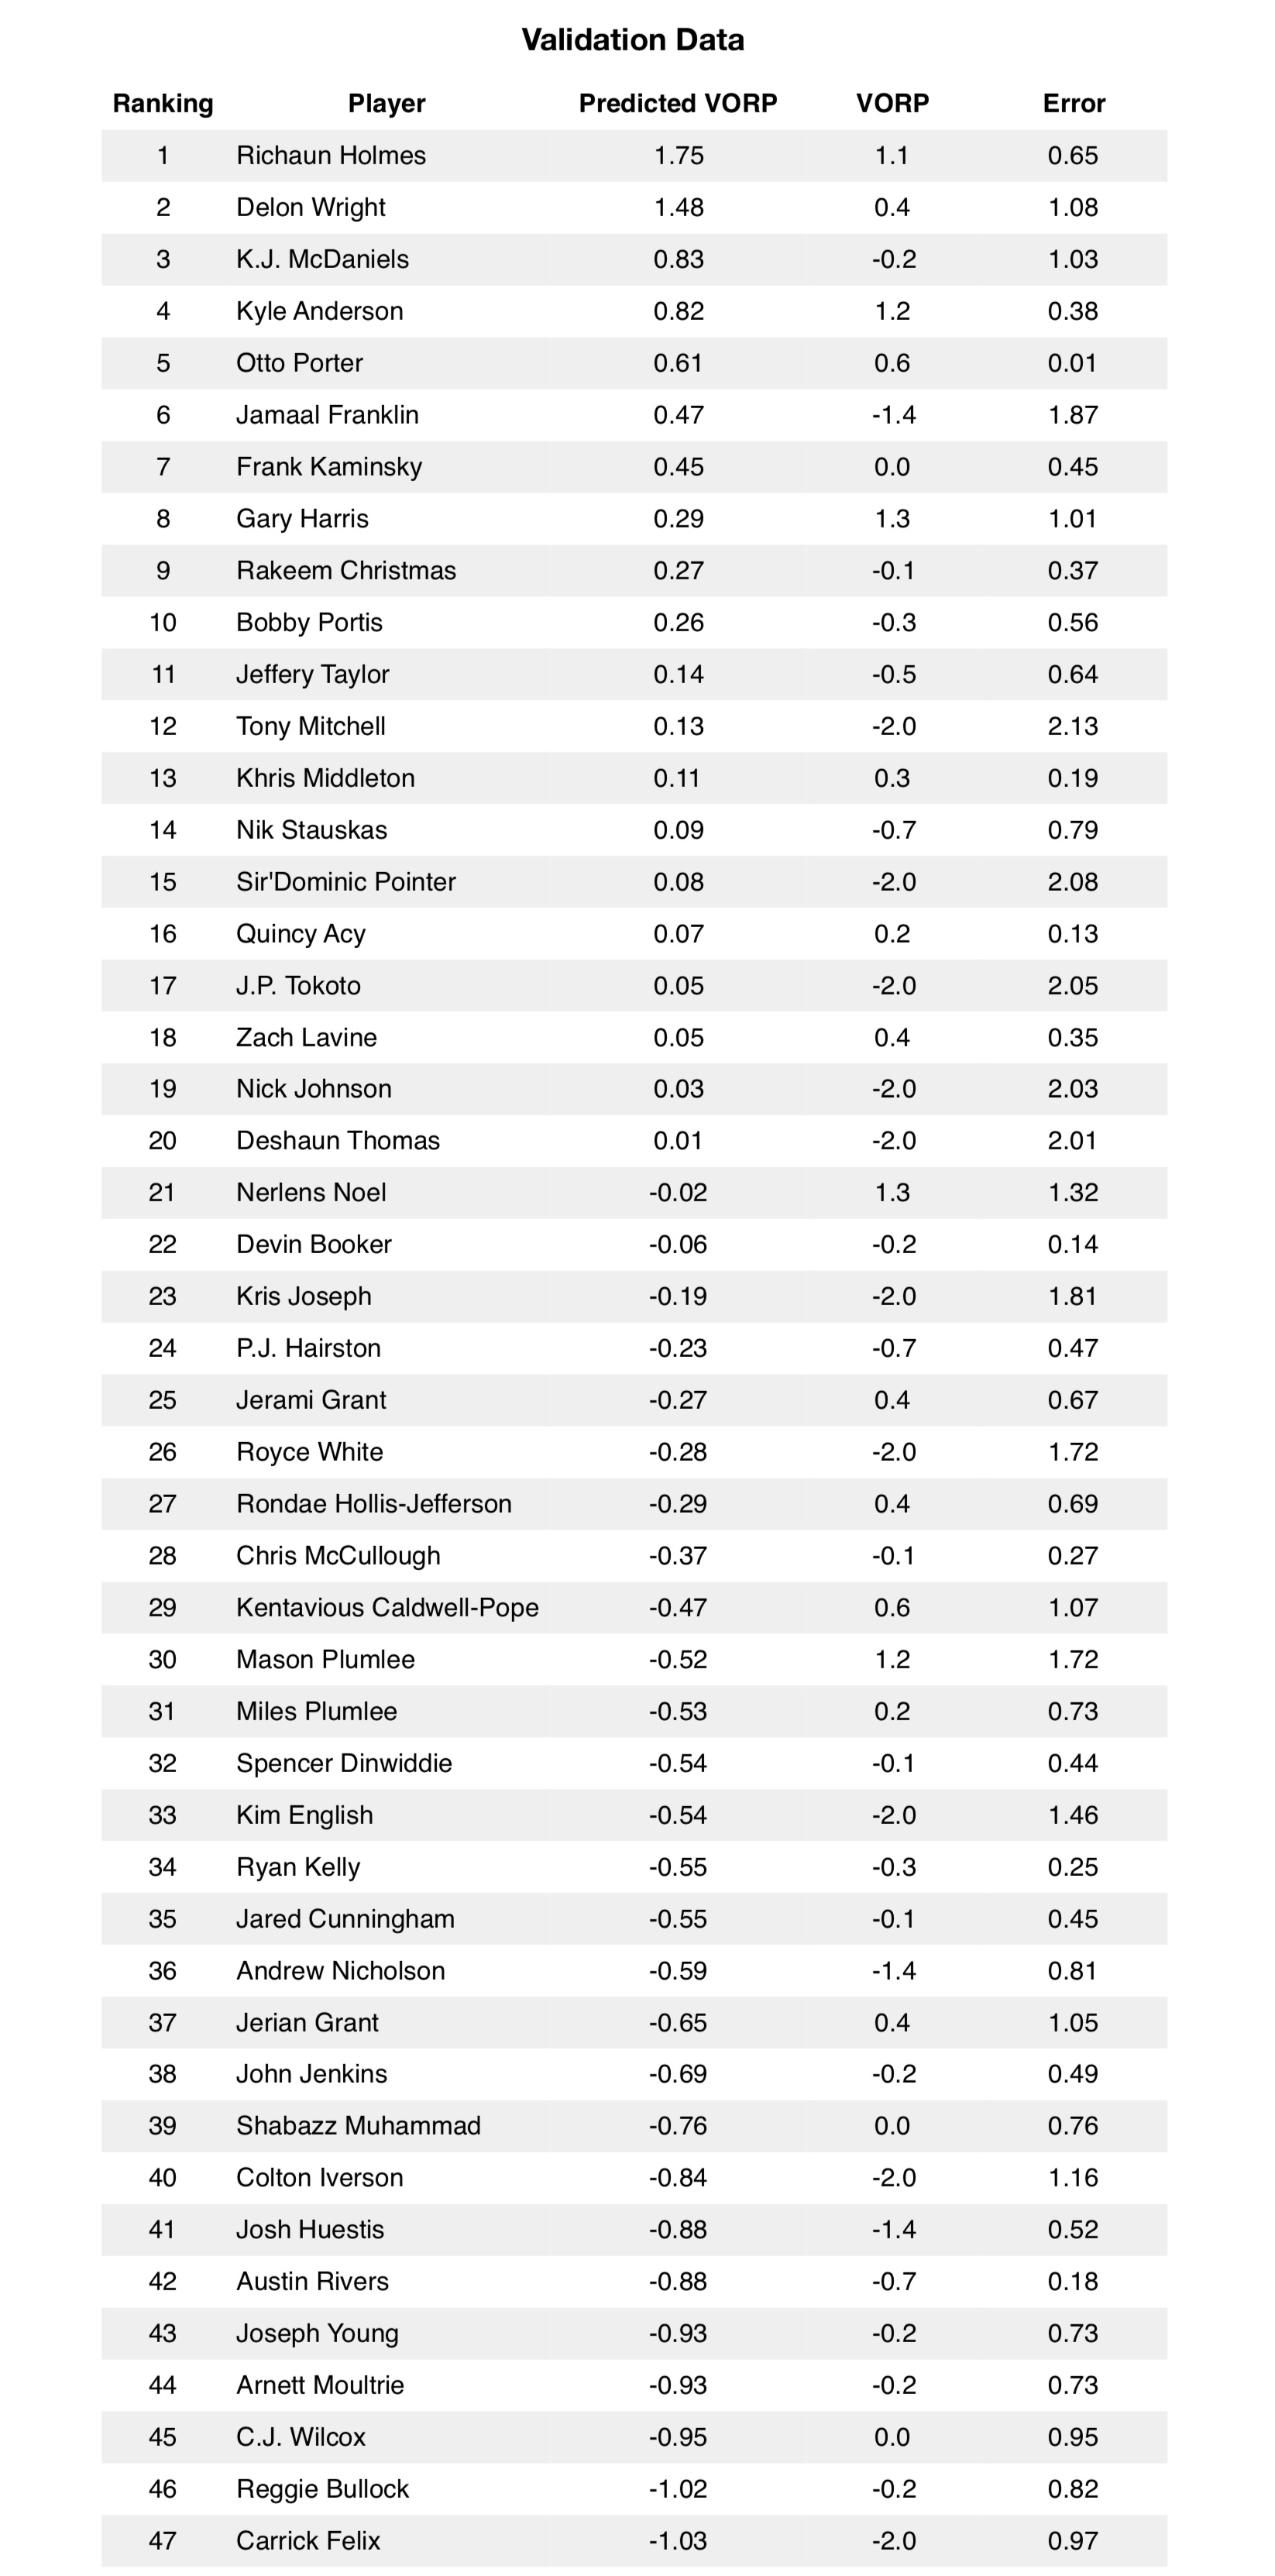 Validation Data
Ranking Player Predicted VORP VORP Error
1 Richaun Holmes 1.75 1.1 0.65
2 Delon Wright 1.48 0.4 1.08
3 K.J. McDaniels 0.83 -0.2 1.03
4 Kyle Anderson 0.82 1.2 0.38
5 Otto Porter 0.61 0.6 0.01
6 Jamaal Franklin 0.47 -1.4 1.87
7 Frank Kaminsky 0.45 0.0 0.45
8 Gary Harris 0.29 1.3 1.01
9 Rakeem Christmas 0.27 -0.1 0.37
10 Bobby Portis 0.26 -0.3 0.56
11 Jeffery Taylor 0.14 -0.5 0.64
12 Tony Mitchell 0.13 -2.0 2.13
13 Khris Middleton 0.11 0.3 0.19
14 Nik Stauskas 0.09 -0.7 0.79
15 Sir'Dominic Pointer 0.08 -2.0 2.08
16 Quincy Acy 0.07 0.2 0.13
17 J.P. Tokoto 0.05 -2.0 2.05
18 Zach Lavine 0.05 0.4 0.35
19 Nick Johnson 0.03 -2.0 2.03
20 Deshaun Thomas 0.01 -2.0 2.01
21 Nerlens Noel -0.02 1.3 1.32
22 Devin Booker -0.06 -0.2 0.14
23 Kris Joseph -0.19 -2.0 1.81
24 P.J. Hairston -0.23 -0.7 0.47
25 Jerami Grant -0.27 0.4 0.67
26 Royce White -0.28 -2.0 1.72
27 Rondae Hollis-Jefferson -0.29 0.4 0.69
28 Chris McCullough -0.37 -0.1 0.27
29 Kentavious Caldwell-Pope -0.47 0.6 1.07
30 Mason Plumlee -0.52 1.2 1.72
31 Miles Plumlee -0.53 0.2 0.73
32 Spencer Dinwiddie -0.54 -0.1 0.44
33 Kim English -0.54 -2.0 1.46
34 Ryan Kelly -0.55 -0.3 0.25
35 Jared Cunningham -0.55 -0.1 0.45
36 Andrew Nicholson -0.59 -1.4 0.81
37 Jerian Grant -0.65 0.4 1.05
38 John Jenkins -0.69 -0.2 0.49
39 Shabazz Muhammad -0.76 0.0 0.76
40 Colton Iverson -0.84 -2.0 1.16
41 Josh Huestis -0.88 -1.4 0.52
42 Austin Rivers -0.88 -0.7 0.18
43 Joseph Young -0.93 -0.2 0.73
44 Arnett Moultrie -0.93 -0.2 0.73
45 C.J. Wilcox -0.95 0.0 0.95
46 Reggie Bullock -1.02 -0.2 0.82
47 Carrick Felix -1.03 -2.0 0.97